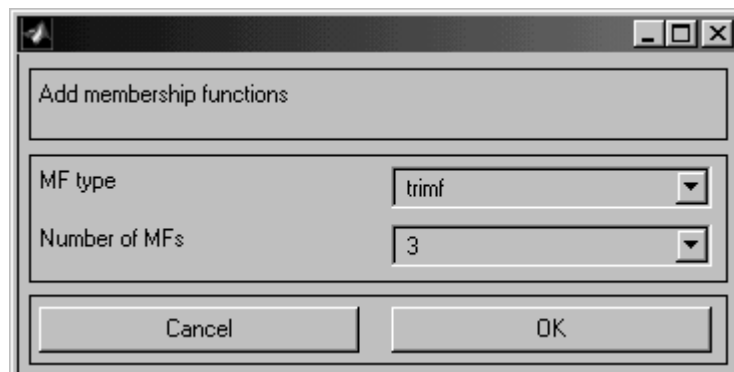 Add membership functions
MF type
trimf
Number of MFs
3
Cancel
OK